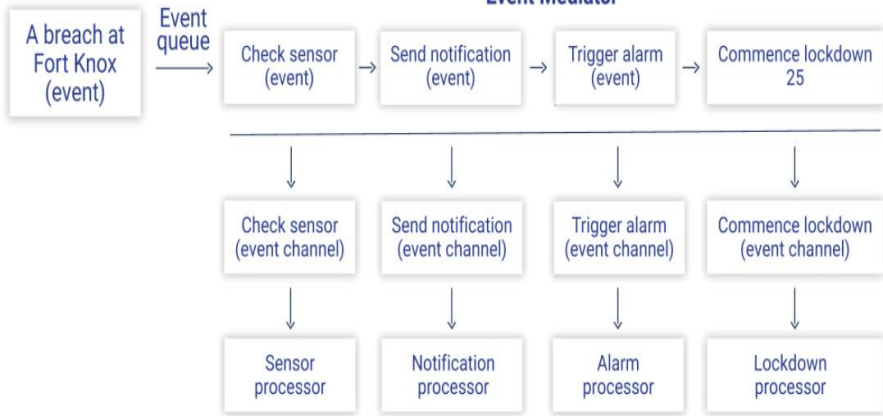 Event Mediator
Event
queue
A breach at
Fort Knox
(event)
Check sensor
(event)
Send notification
(event)
Trigger alarm
(event)
Commence lockdown
25
Check sensor
(event channel)
Send notification
(event channel)
Trigger alarm
(event channel)
Commence lockdown
(event channel)
Sensor
processor
Notification
processor
Alarm
processor
Lockdown
processor